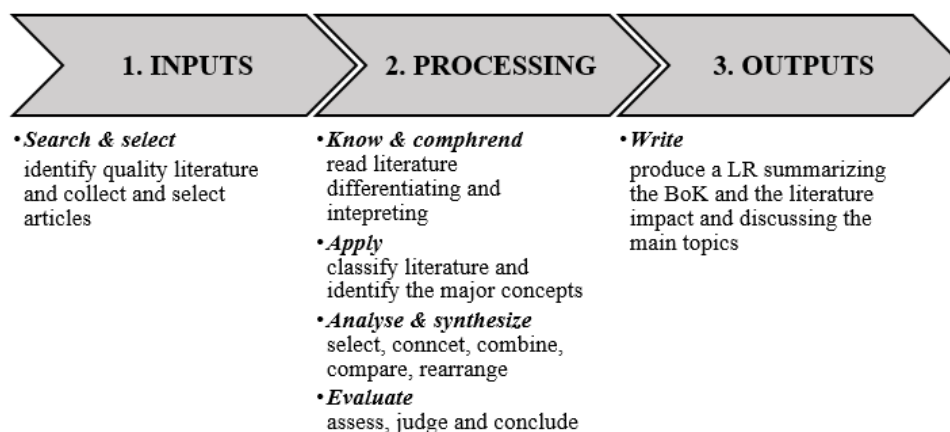 1. INPUTS
2. PROCESSING
3. OUTPUTS
•Search & select
identify quality literature
and collect and select
articles
•Know & comphrend
read literature
differentiating and
intepreting
•Apply
classify literature and
identify the major concepts
•Analyse & synthesize
select, conncet, combine,
compare, rearrange
•Evaluate
assess, judge and conclude
•Write
produce a LR summarizing
the BoK and the literature
impact and discussing the
main topics